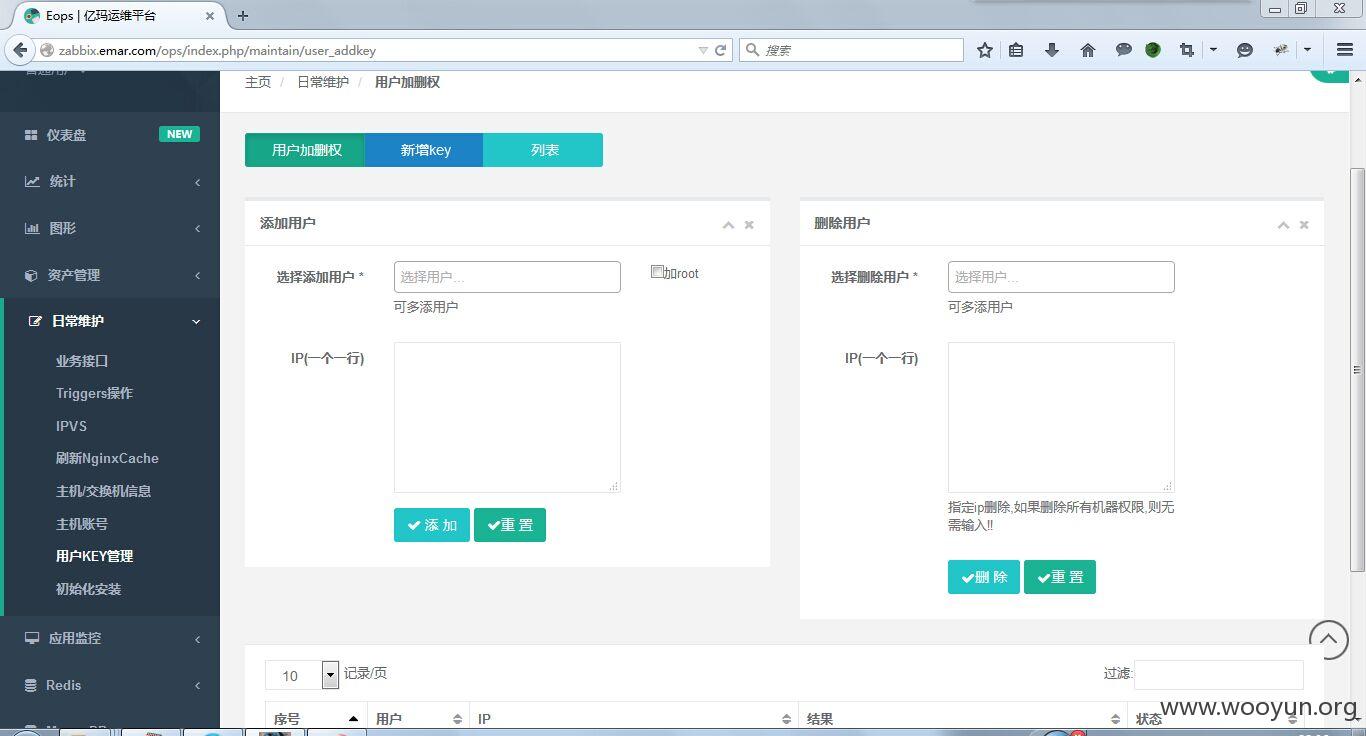 Eops | 亿玛运维平台
zabbix.emar.com/ops/index.php/maintain/user_addkey
搜索
主页 / 日常维护 / 用户加删权
仪表盘 NEW
统计
图形
资产管理
日常维护
业务接口
Triggers操作
IPVS
刷新NginxCache
主机/交换机信息
主机账号
用户KEY管理
初始化安装
应用监控
Redis
用户加删权
新增key
列表
添加用户
选择添加用户 *
选择用户...
加root
可多添用户
IP(一个一行)
添 加
重 置
删除用户
选择删除用户 *
选择用户...
可多添用户
IP(一个一行)
指定ip删除,如果删除所有机器权限,则无
需输入!!
删 除
重 置
10 记录/页
过滤:
序号 用户 IP 结果 状态
www.wooyun.org